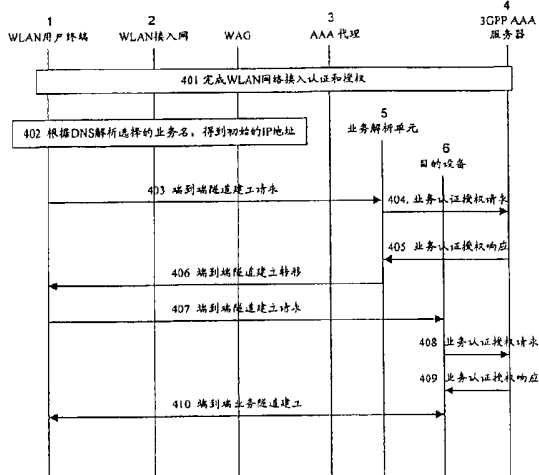 1 2 3 4
WLAN用户终端 WLAN接入网 WAG AAA 代理 3GPP AAA
服务器
401 完成WLAN网络接入认证和授权
402 根据DNS解析选择的业务名，得到初始的IP地址
5
业务解析单元
6
目的设备
403 端到端隧道建立请求
404. 业务认证授权请求
405 业务认证授权响应
406 端到端隧道建立转移
407 端到端隧道建立请求
408 业务认证授权请求
409 业务认证授权响应
410 端到端业务隧道建立